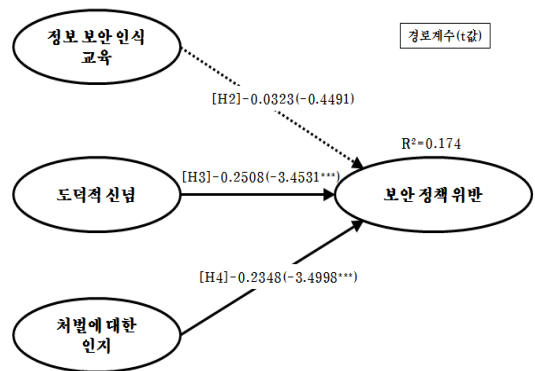 정보 보안 인식
교육
경로계수(t값)
[H2]-0.0323(-0.4491)
R²=0.174
[H3]-0.2508(-3.4531***)
도덕적 신념
보안 정책 위반
[H4]-0.2348(-3.4998***)
처벌에 대한
인지